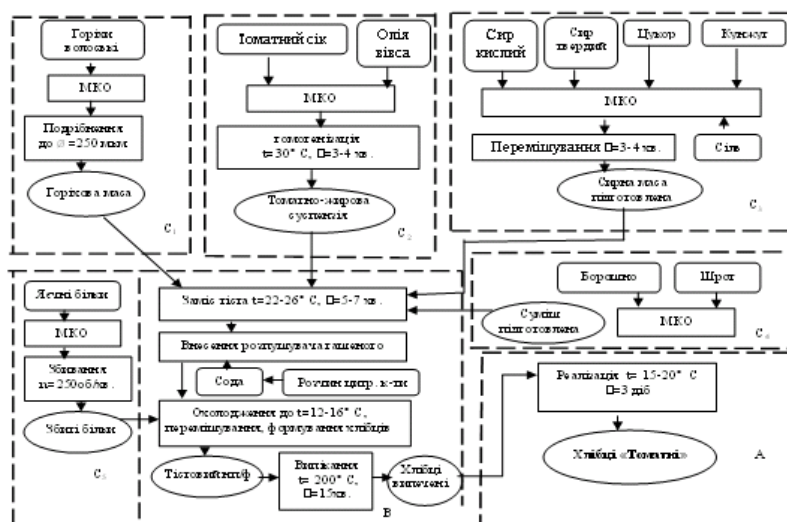 Горіхи
волоські
МКО
Подрібнення
до ⌀=250 мкм
Горіхова маса
С₁
Томатний сік
Олія
вівса
МКО
гомогенізація
t=30° С, □=3-4 хв.
Томатно-жирова
суспензія
С₂
Сир
кислий
Сир
твердий
Цукор
Кунжут
МКО
Перемішування □=3-4 хв.
Сіль
Сирна маса
підготовлена
С₃
Яєчні білки
МКО
Збивання
n=250об/хв.
Збиті білки
С₅
Заміс тіста t=22-26° С, □=5-7 хв.
Внесення розпушувача гашеного
Сода
Розчин цитр. к-ти
Охолодження до t=12-16° С,
перемішування, формування хлібців
Тістовий нп/ф
Випікання
t= 200° С,
□=15хв.
Хлібці
випечені
В
Борошно
Шрот
Суміш
підготовлена
МКО
С₄
Реалізація t= 15-20° С
□=3 діб
Хлібці «Томатні»
А